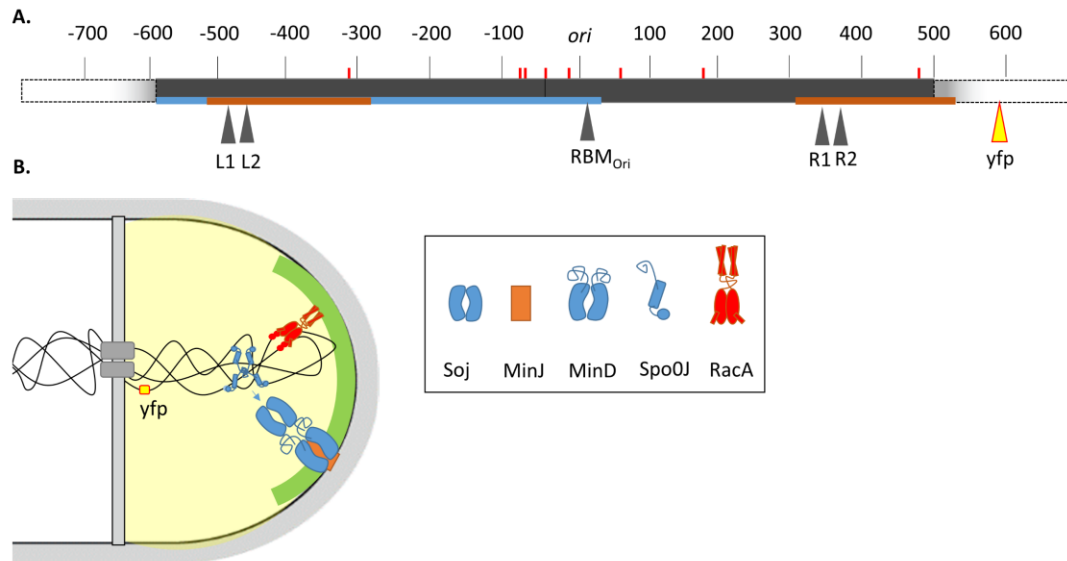 A.
-700 -600 -500 -400 -300 -200 -100 ori 100 200 300 400 500 600
L1 L2 RBMOri R1 R2 yfp
B.
yfp
Soj MinJ MinD Spo0J RacA